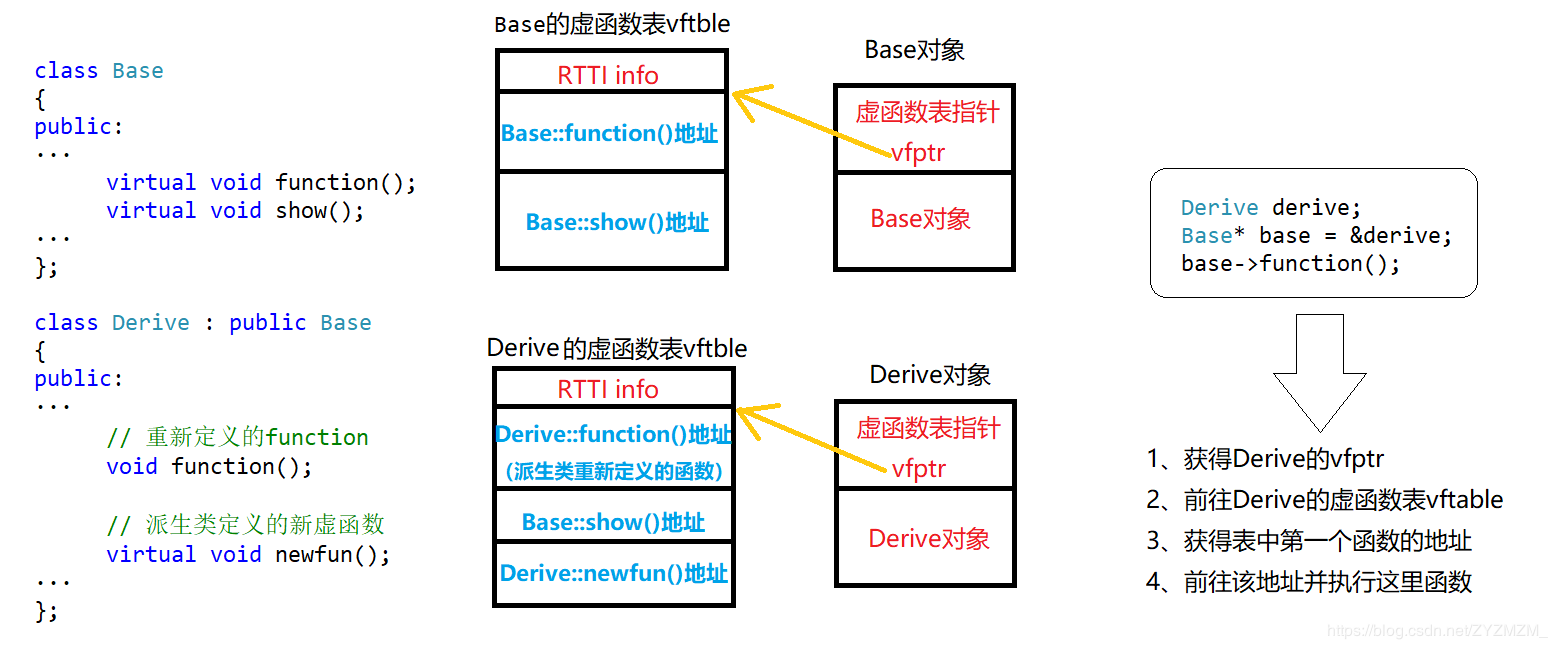 class Base
{
public:
...
virtual void function();
virtual void show();
...
};
class Derive : public Base
{
public:
...
// 重新定义的function
void function();
// 派生类定义的新虚函数
virtual void newfun();
...
};
Base的虚函数表vftble
RTTI info
Base::function()地址
Base::show()地址
Base对象
虚函数表指针
vfptr
Base对象
Derive的虚函数表vftble
RTTI info
Derive::function()地址
(派生类重新定义的函数)
Base::show()地址
Derive::newfun()地址
Derive对象
虚函数表指针
vfptr
Derive对象
Derive derive;
Base* base = &derive;
base->function();
1、获得Derive的vfptr
2、前往Derive的虚函数表vftable
3、获得表中第一个函数的地址
4、前往该地址并执行这里函数
https://blog.csdn.net/ZYZMZM_